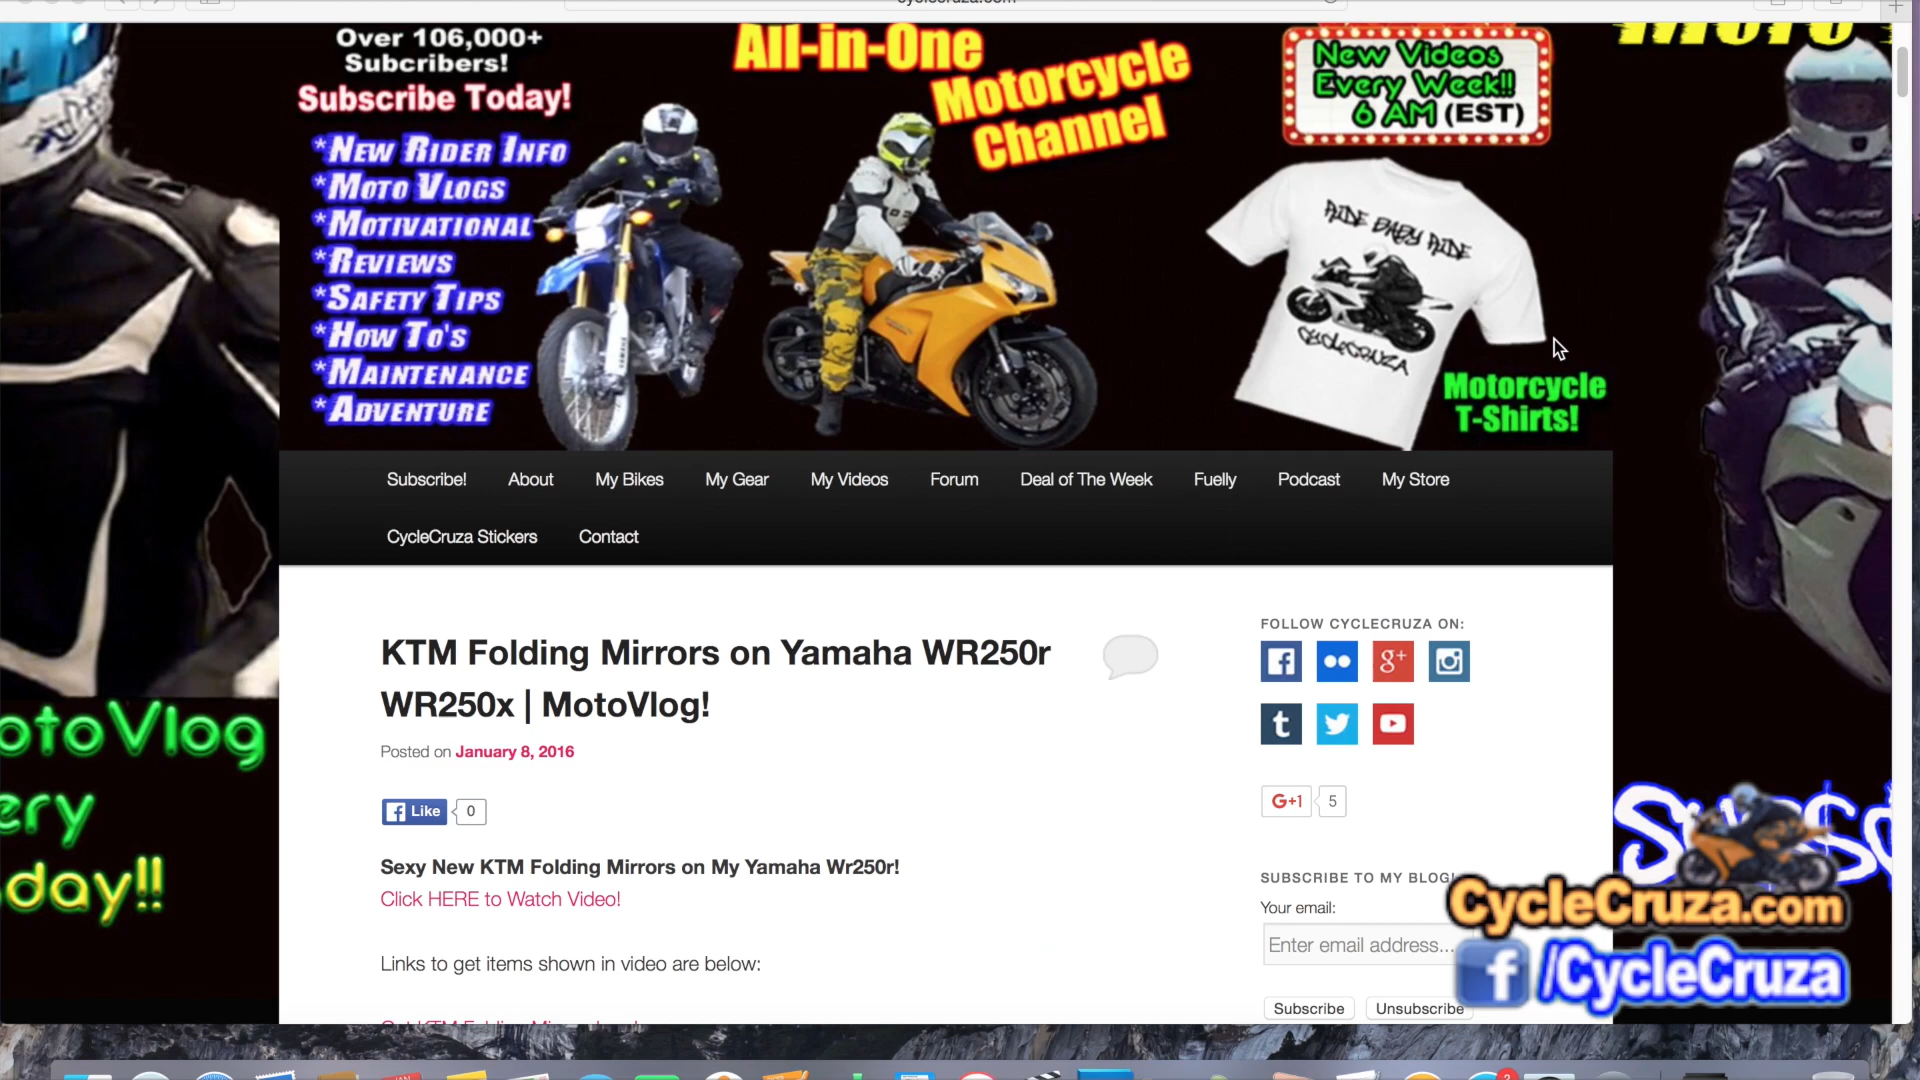 Over 106,000+
Subcribers!
Subscribe Today!
*New Rider Info
*Moto Vlogs
*Motivational
*Reviews
*Safety Tips
*How To's
*Maintenance
*Adventure
All-in-One
Motorcycle
Channel
New Videos
Every Week!!
6 AM (EST)
RIDE BABY RIDE
CYCLECRUZA
Motorcycle
T-Shirts!
Subscribe! About My Bikes My Gear My Videos Forum Deal of The Week Fuelly Podcast My Store
CycleCruza Stickers Contact
KTM Folding Mirrors on Yamaha WR250r
WR250x | MotoVlog!
Posted on January 8, 2016
Like 0
Sexy New KTM Folding Mirrors on My Yamaha Wr250r!
Click HERE to Watch Video!
Links to get items shown in video are below:
FOLLOW CYCLECRUZA ON:
G+1 5
SUBSCRIBE TO MY BLOG!
Your email:
Enter email address...
Subscribe Unsubscribe
otoVlog
ery
day!!
CycleCruza.com
f /CycleCruza